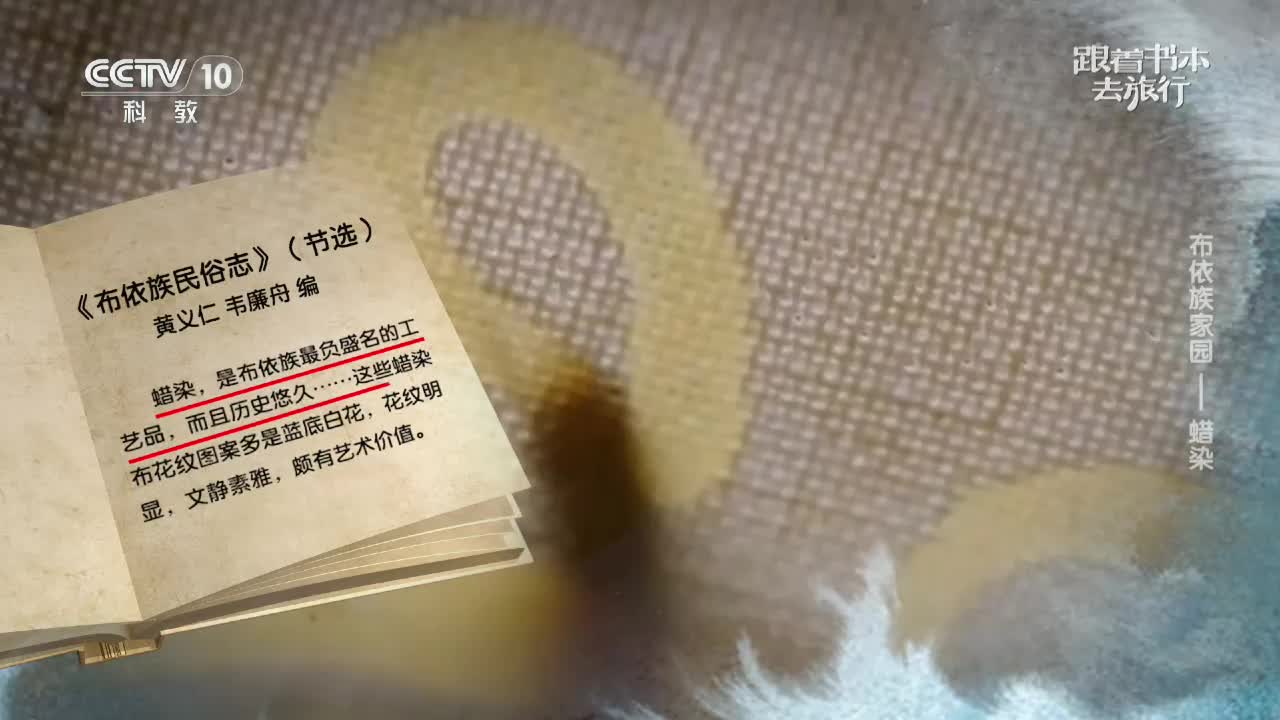 CCTV 10
科教
跟着书本
去旅行
《布依族民俗志》（节选）
黄义仁 韦廉舟 编
蜡染，是布依族最负盛名的工
艺品，而且历史悠久……这些蜡染
布花纹图案多是蓝底白花，花纹明
显，文静素雅，颇有艺术价值。
布依族家园——蜡染